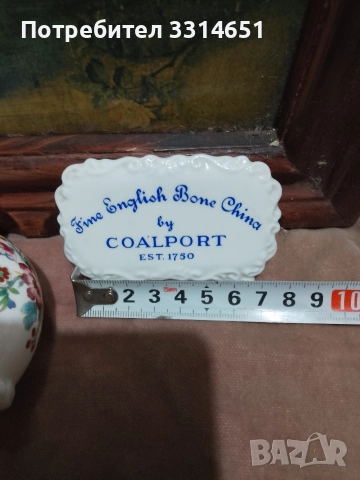 Потребител 3314651
Fine English Bone China
by
COALPORT
EST. 1750
2 3 4 5 6 7 8 9 10
BAZAR